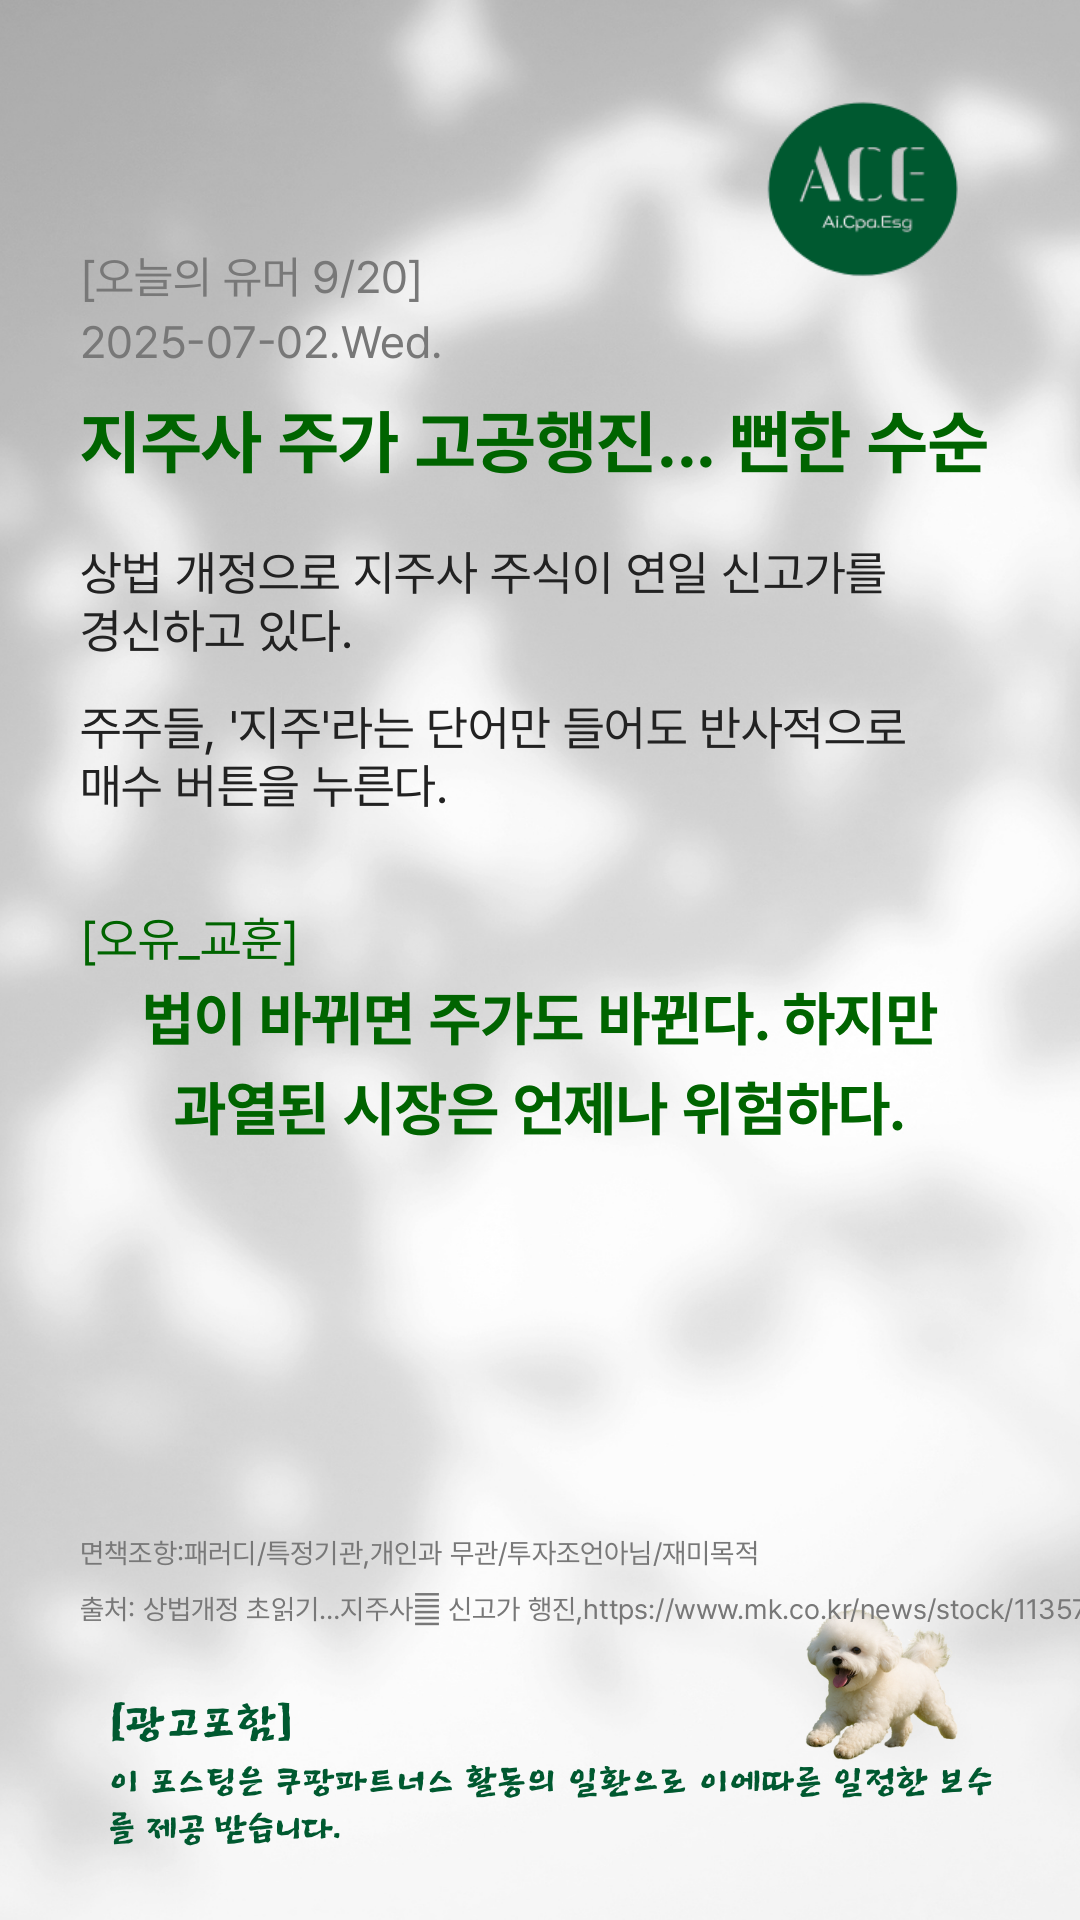 ACE
Ai.Cpa.Esg
[오늘의 유머 9/20]
2025-07-02.Wed.
지주사 주가 고공행진... 뻔한 수순
상법 개정으로 지주사 주식이 연일 신고가를
경신하고 있다.
주주들, '지주'라는 단어만 들어도 반사적으로
매수 버튼을 누른다.
[오유_교훈]
법이 바뀌면 주가도 바뀐다. 하지만
과열된 시장은 언제나 위험하다.
면책조항:패러디/특정기관,개인과 무관/투자조언아님/재미목적
출처: 상법개정 초읽기...지주사䷀ 신고가 행진,https://www.mk.co.kr/news/stock/11357
[광고포함]
이 포스팅은 쿠팡파트너스 활동의 일환으로 이에따른 일정한 보수
를 제공 받습니다.